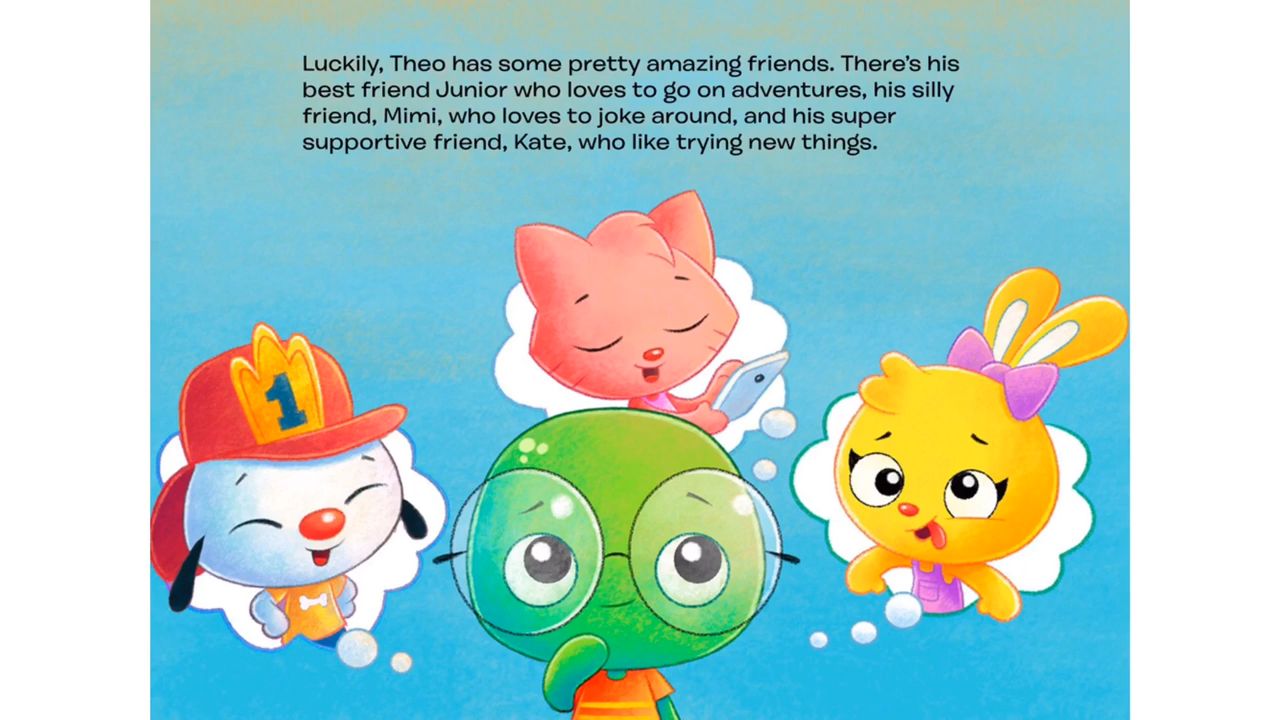 Luckily, Theo has some pretty amazing friends. There’s his
best friend Junior who loves to go on adventures, his silly
friend, Mimi, who loves to joke around, and his super
supportive friend, Kate, who like trying new things.
1